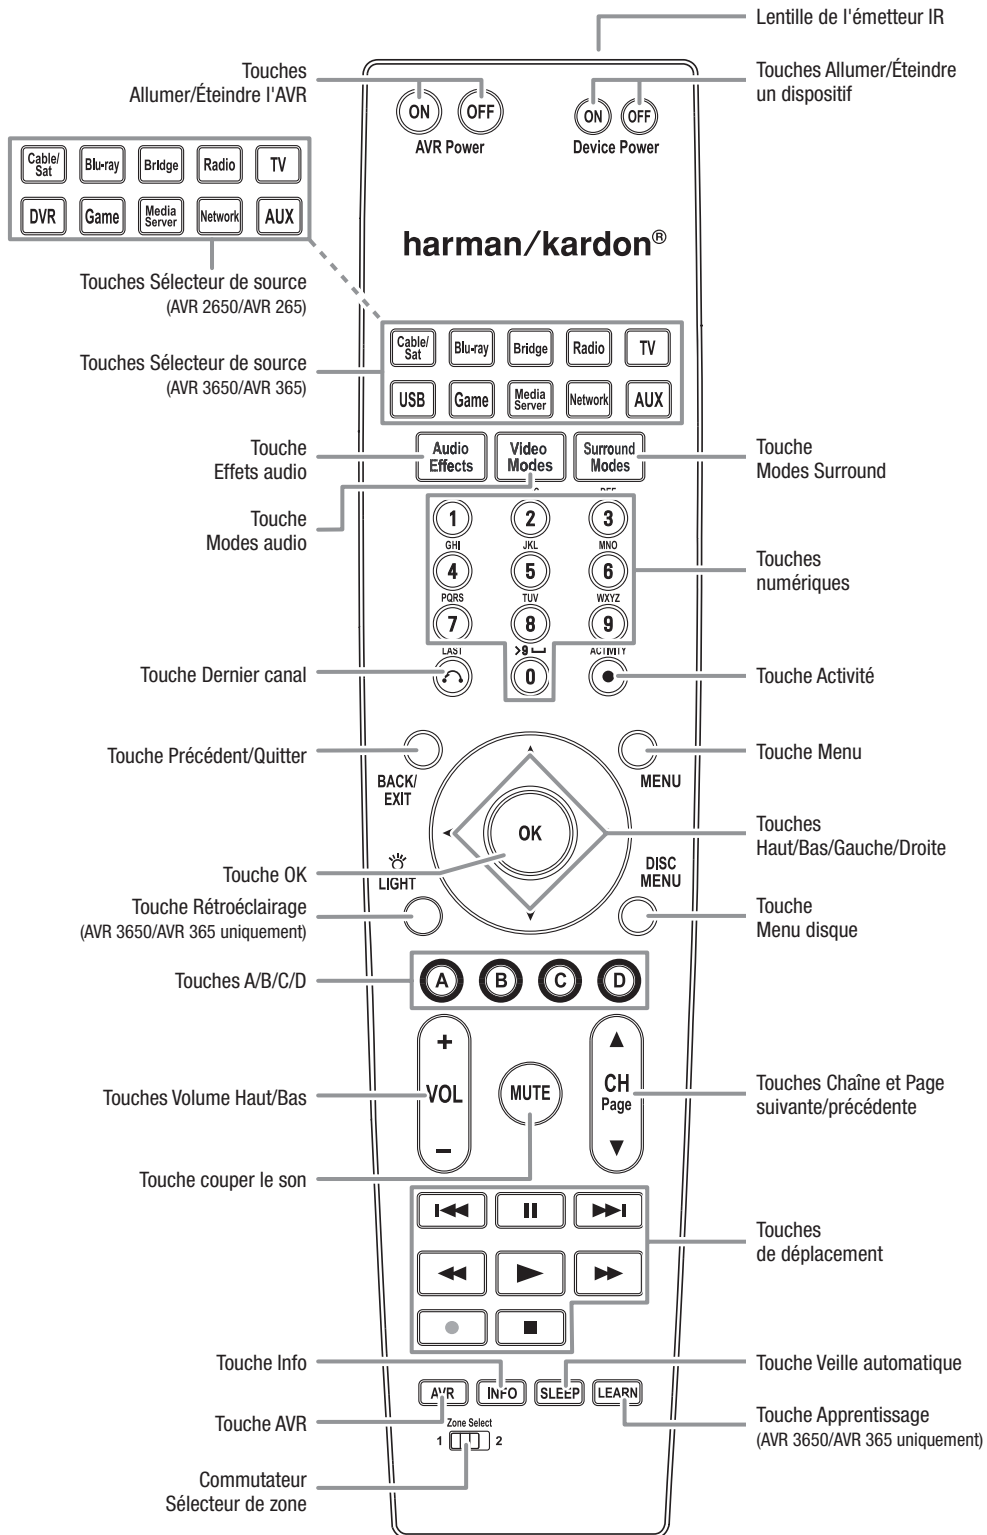 Lentille de l'émetteur IR
Touches
Allumer/Éteindre l'AVR
Touches Allumer/Éteindre
un dispositif
ON
OFF
ON
OFF
AVR Power
Device Power
Cable/
Sat
Blu-ray
Bridge
Radio
TV
DVR
Game
Media
Server
Network
AUX
harman/kardon®
Touches Sélecteur de source
(AVR 2650/AVR 265)
Touches Sélecteur de source
(AVR 3650/AVR 365)
Cable/
Sat
Blu-ray
Bridge
Radio
TV
USB
Game
Media
Server
Network
AUX
Touche
Effets audio
Audio
Effects
Video
Modes
Surround
Modes
Touche
Modes Surround
Touche
Modes audio
1
2
3
GHI
JKL
MNO
4
5
6
Touches
numériques
PQRS
TUV
WXYZ
7
8
9
LAST
>9
ACTIVITY
0
Touche Dernier canal
Touche Activité
Touche Précédent/Quitter
Touche Menu
BACK/
EXIT
MENU
OK
Touches
Haut/Bas/Gauche/Droite
Touche OK
LIGHT
DISC
MENU
Touche Rétroéclairage
(AVR 3650/AVR 365 uniquement)
Touche
Menu disque
Touches A/B/C/D
A
B
C
D
Touches Volume Haut/Bas
+
VOL
–
MUTE
CH
Page
Touches Chaîne et Page
suivante/précédente
Touche couper le son
Touches
de déplacement
Touche Info
Touche Veille automatique
AVR
INFO
SLEEP
LEARN
Touche AVR
Touche Apprentissage
(AVR 3650/AVR 365 uniquement)
Zone Select
1
2
Commutateur
Sélecteur de zone